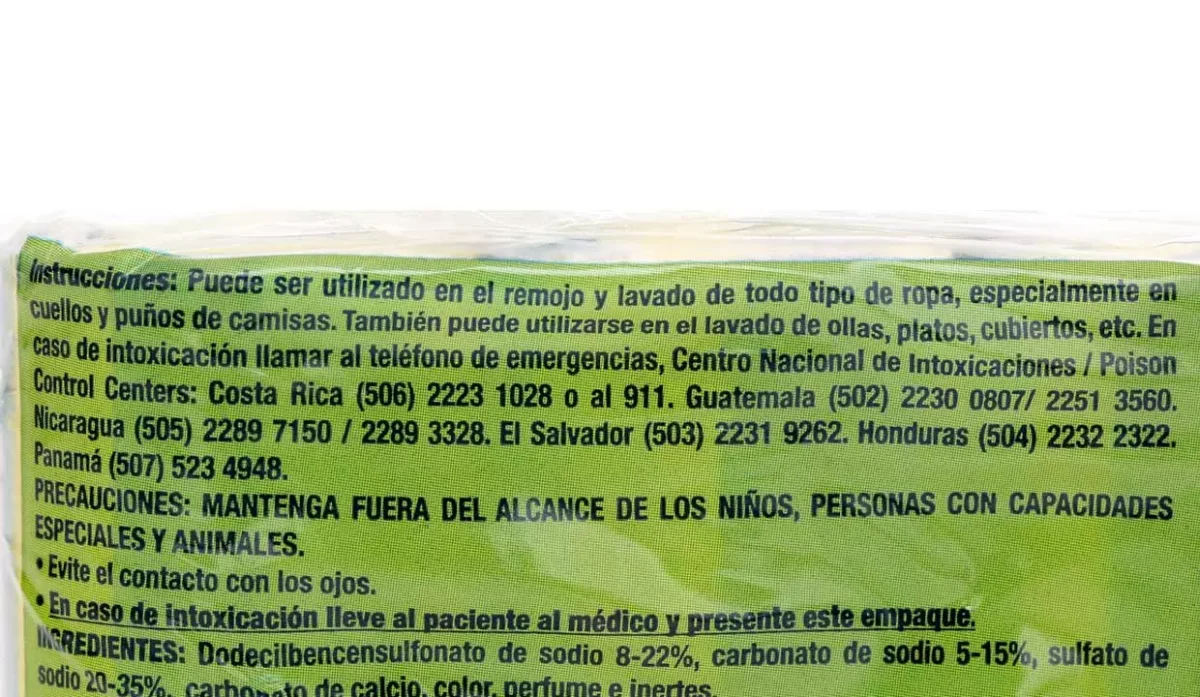 Instrucciones: Puede ser utilizado en el remojo y lavado de todo tipo de ropa, especialmente en
cuellos y puños de camisas. También puede utilizarse en el lavado de ollas, platos, cubiertos, etc. En
caso de intoxicación llamar al teléfono de emergencias, Centro Nacional de Intoxicaciones / Poison
Control Centers: Costa Rica (506) 2223 1028 o al 911. Guatemala (502) 2230 0807/ 2251 3560.
Nicaragua (505) 2289 7150 / 2289 3328. El Salvador (503) 2231 9262. Honduras (504) 2232 2322.
Panamá (507) 523 4948.
PRECAUCIONES: MANTENGA FUERA DEL ALCANCE DE LOS NIÑOS, PERSONAS CON CAPACIDADES
ESPECIALES Y ANIMALES.
• Evite el contacto con los ojos.
• En caso de intoxicación lleve al paciente al médico y presente este empaque.
INGREDIENTES: Dodecilbencensulfonato de sodio 8-22%, carbonato de sodio 5-15%, sulfato de
sodio 20-35%, carbonato de calcio, color, perfume e inertes.